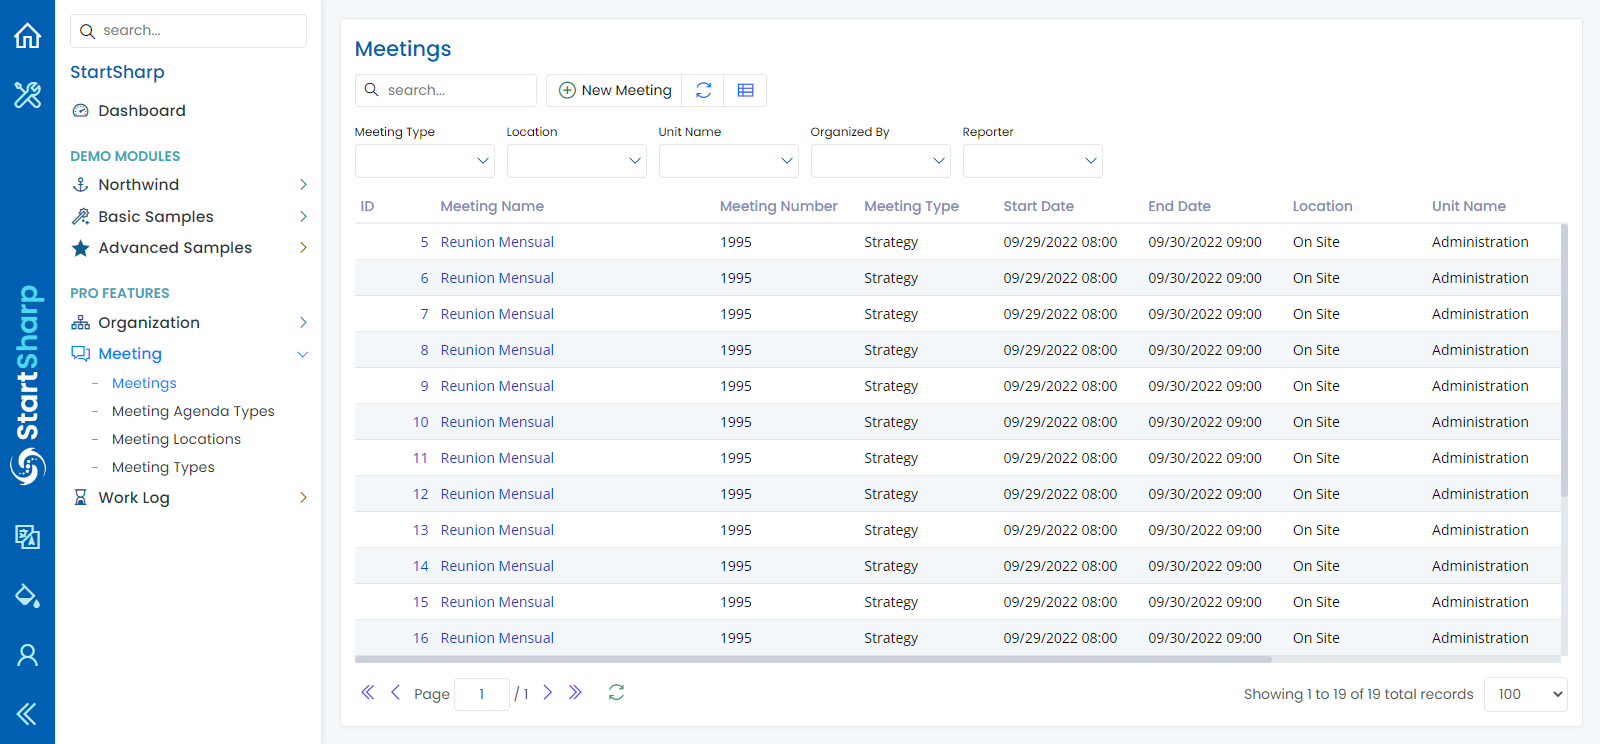 StartSharp
search...
StartSharp
Dashboard
DEMO MODULES
Northwind
Basic Samples
Advanced Samples
PRO FEATURES
Organization
Meeting
- Meetings
- Meeting Agenda Types
- Meeting Locations
- Meeting Types
Work Log
Meetings
search... New Meeting
Meeting Type Location Unit Name Organized By Reporter
ID Meeting Name Meeting Number Meeting Type Start Date End Date Location Unit Name
5 Reunion Mensual 1995 Strategy 09/29/2022 08:00 09/30/2022 09:00 On Site Administration
6 Reunion Mensual 1995 Strategy 09/29/2022 08:00 09/30/2022 09:00 On Site Administration
7 Reunion Mensual 1995 Strategy 09/29/2022 08:00 09/30/2022 09:00 On Site Administration
8 Reunion Mensual 1995 Strategy 09/29/2022 08:00 09/30/2022 09:00 On Site Administration
9 Reunion Mensual 1995 Strategy 09/29/2022 08:00 09/30/2022 09:00 On Site Administration
10 Reunion Mensual 1995 Strategy 09/29/2022 08:00 09/30/2022 09:00 On Site Administration
11 Reunion Mensual 1995 Strategy 09/29/2022 08:00 09/30/2022 09:00 On Site Administration
12 Reunion Mensual 1995 Strategy 09/29/2022 08:00 09/30/2022 09:00 On Site Administration
13 Reunion Mensual 1995 Strategy 09/29/2022 08:00 09/30/2022 09:00 On Site Administration
14 Reunion Mensual 1995 Strategy 09/29/2022 08:00 09/30/2022 09:00 On Site Administration
15 Reunion Mensual 1995 Strategy 09/29/2022 08:00 09/30/2022 09:00 On Site Administration
16 Reunion Mensual 1995 Strategy 09/29/2022 08:00 09/30/2022 09:00 On Site Administration
Page 1 / 1 Showing 1 to 19 of 19 total records 100